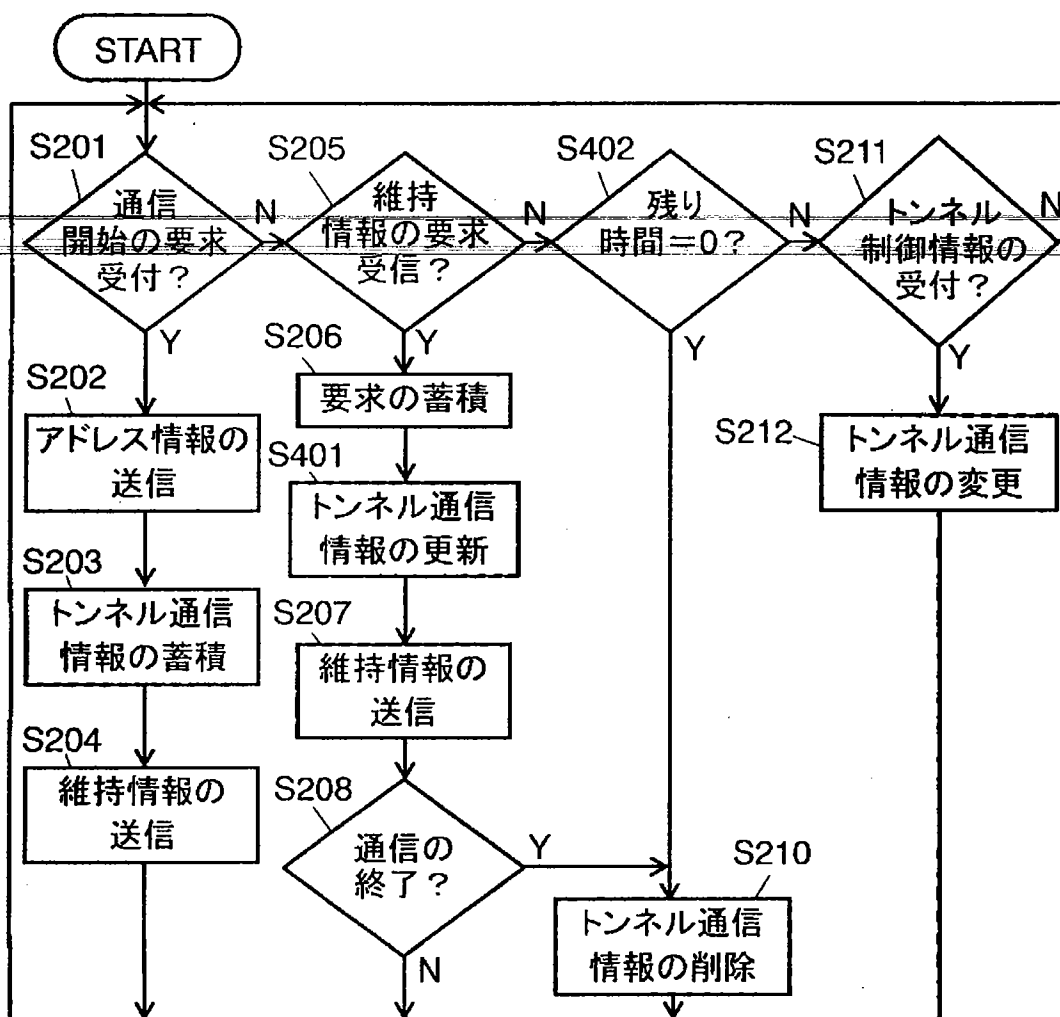 START
S201
通信
開始の要求
受付?
N
Y
S205
維持
情報の要求
受信?
N
Y
S402
残り
時間=0?
N
Y
S211
トンネル
制御情報の
受付?
N
Y
S202
アドレス情報の
送信
S203
トンネル通信
情報の蓄積
S204
維持情報の
送信
S206
要求の蓄積
S401
トンネル通信
情報の更新
S207
維持情報の
送信
S208
通信の
終了?
Y
N
S210
トンネル通信
情報の削除
S212
トンネル通信
情報の変更